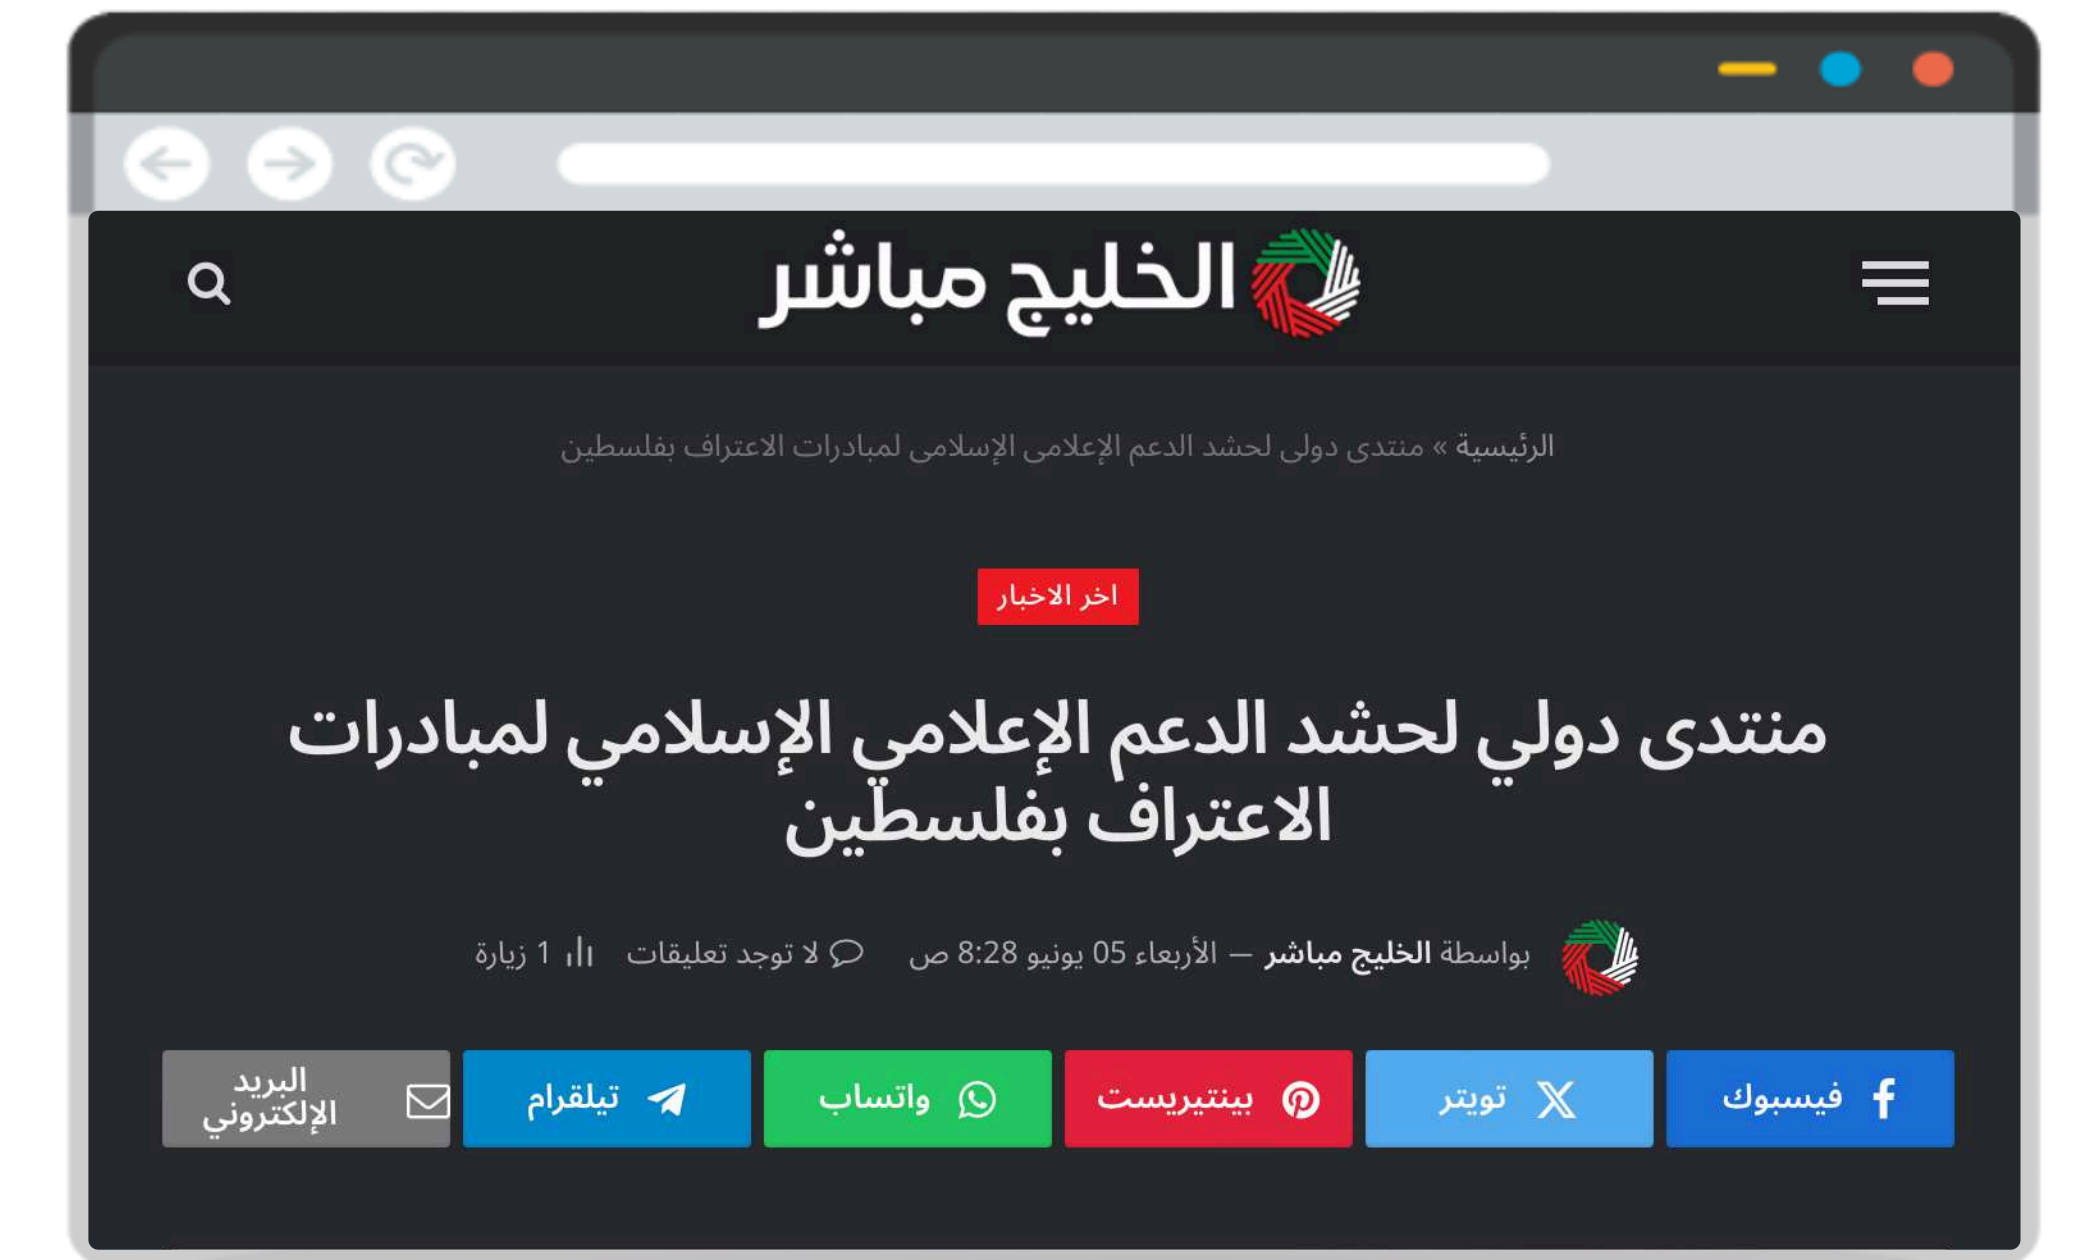 الخليج مباشر
الرئيسية » منتدى دولي لحشد الدعم الإعلامي الإسلامي لمبادرات الاعتراف بفلسطين
اخر الاخبار
منتدى دولي لحشد الدعم الإعلامي الإسلامي لمبادرات
الاعتراف بفلسطين
بواسطة الخليج مباشر — الأربعاء 05 يونيو 8:28 ص لا توجد تعليقات 1 زيارة
فيسبوك تويتر بينتيريست واتساب تيلقرام البريد
الإلكتروني